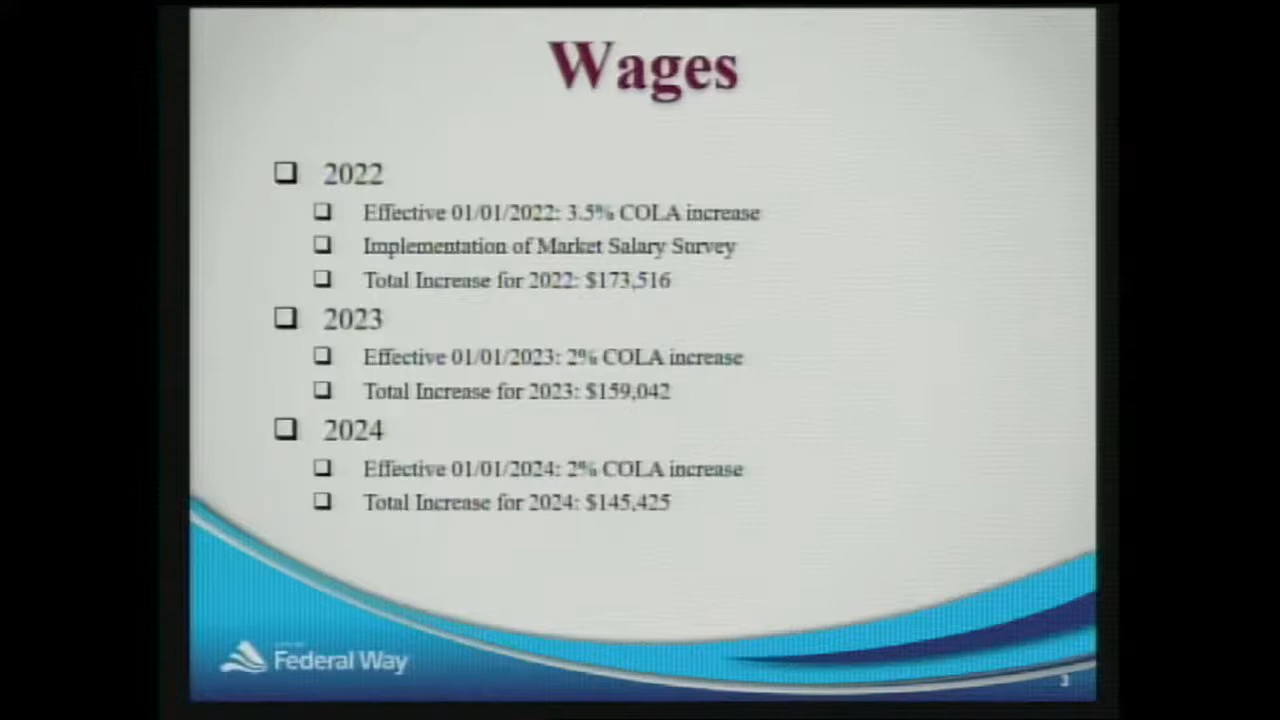 Wages
2022
Effective 01/01/2022: 3.5% COLA increase
Implementation of Market Salary Survey
Total Increase for 2022: $173,516
2023
Effective 01/01/2023: 2% COLA increase
Total Increase for 2023: $159,042
2024
Effective 01/01/2024: 2% COLA increase
Total Increase for 2024: $145,425
Federal Way
3